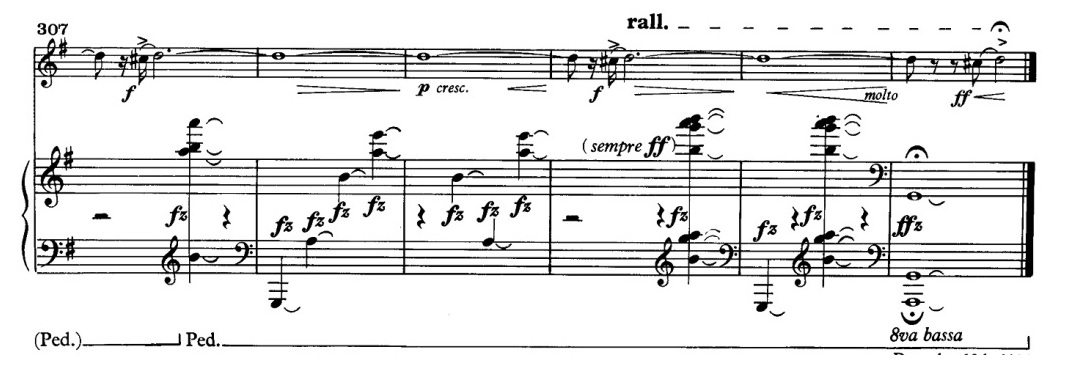 rall.
307
f
p cresc.
f
molto
ff
(sempre ff)
fz
fz
fz
fz
fz
fz
fz
fz
fz
fz
fz
ffz
8va bassa
(Ped.)
Ped.